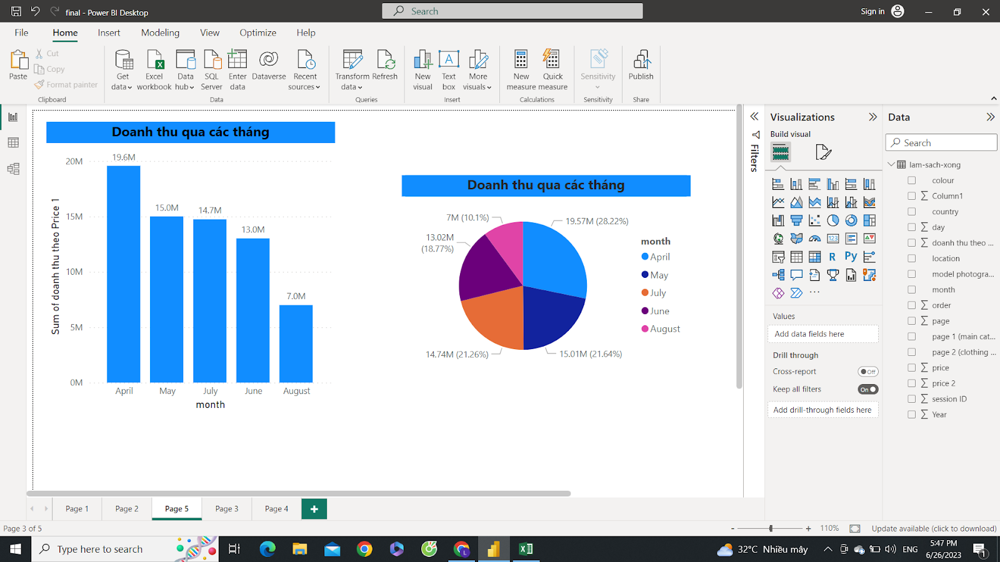 final - Power BI Desktop
Search
Sign in
File Home Insert View Modeling Optimize Help
Paste
Cut
Copy
Format painter
Clipboard
Get data
Excel workbook
Data hub
SQL Server
Enter data
Dataverse
Recent sources
Data
Transform data
Refresh
Queries
New visual
Text box
A
More visuals
Insert
New measure
Quick measure
Calculations
Sensitivity
Sensitivity
Publish
Share
Doanh thu qua các tháng
Sum of doanh thu theo Price 1
20M
15M
10M
5M
0M
19.6M
15.0M
14.7M
13.0M
7.0M
April May July June August
month
Doanh thu qua các tháng
7M (10.1%)
19.57M (28.22%)
13.02M
(18.77%)
14.74M (21.26%)
15.01M (21.64%)
month
April
May
July
June
August
Filters
Visualizations
Build visual
123
R
Py
...
Values
Add data fields here
Drill through
Cross-report
Off
Keep all filters
On
Add drill-through fields here
Data
Search
lam-sach-xong
colour
Column1
country
day
doanh thu theo ...
location
model photogra...
month
order
page
page 1 (main cat...
page 2 (clothing ...
price
price 2
session ID
Year
Page 1 Page 2 Page 5 Page 3 Page 4 +
Page 3 of 5
- + 110%
Update available (click to download)
Type here to search
L
32°C Nhiều mây
ENG
5:47 PM
6/26/2023
1